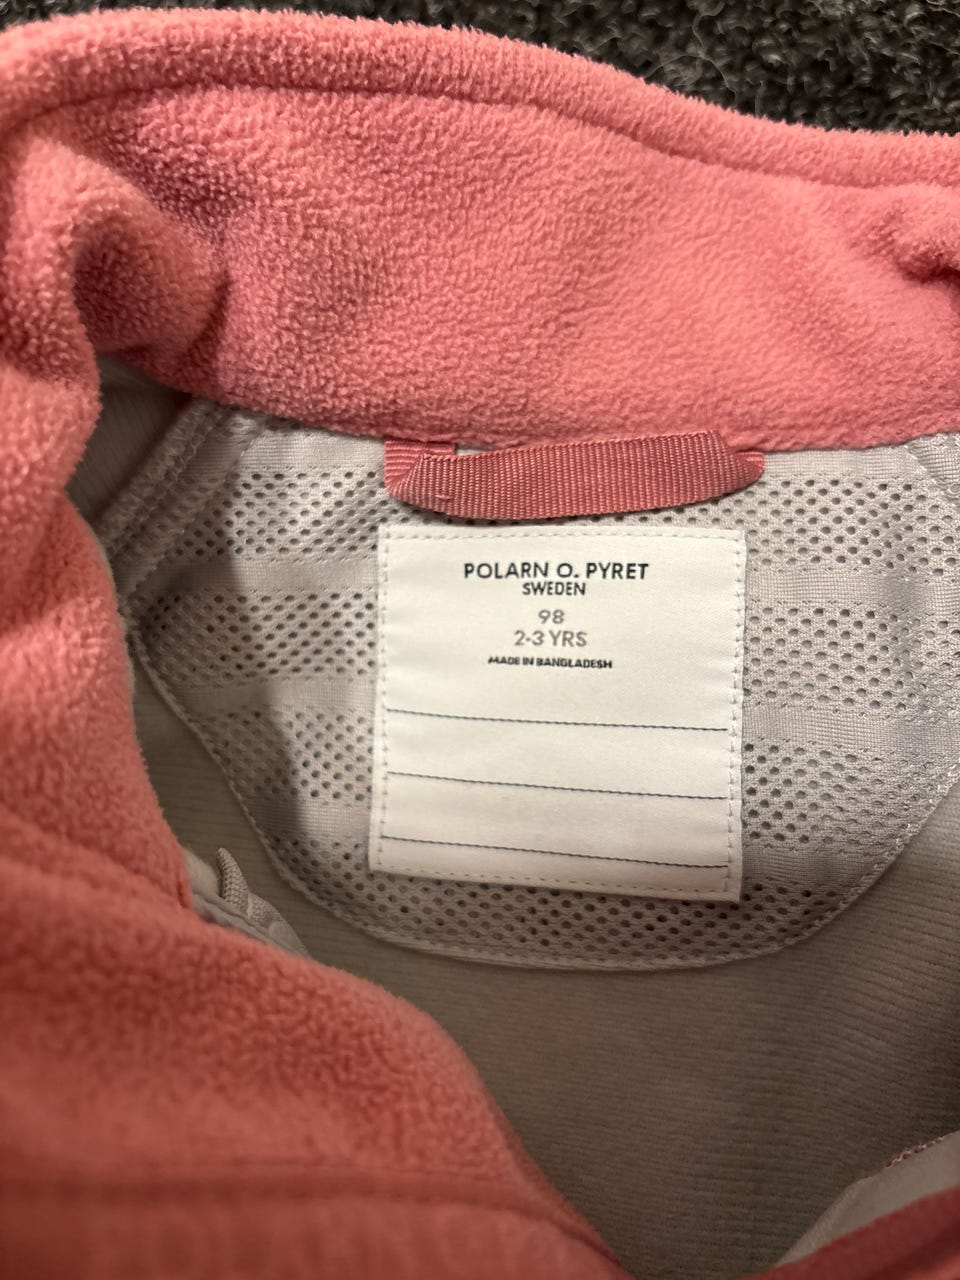 POLARN O. PYRET
SWEDEN
98
2-3 YRS
MADE IN BANGLADESH